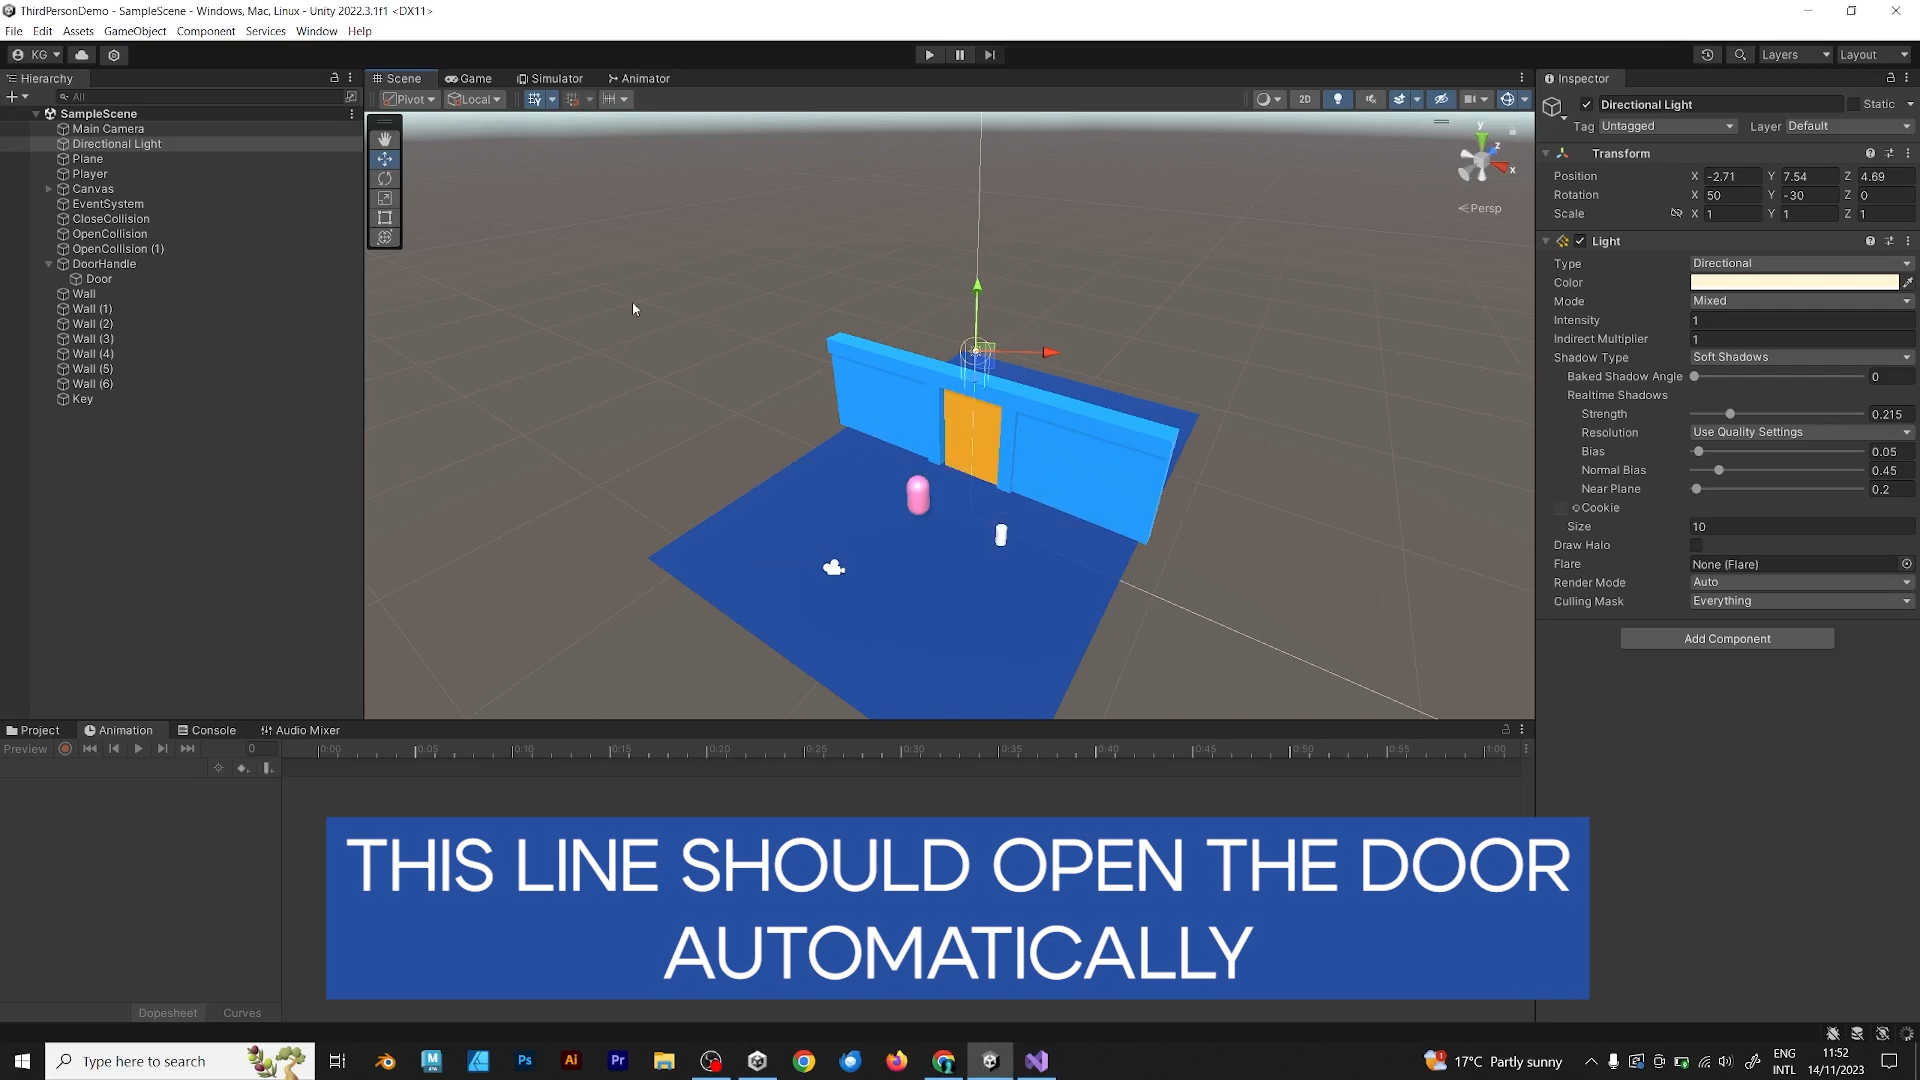 ThirdPersonDemo - SampleScene - Windows, Mac, Linux - Unity 2022.3.1f1 <DX11>
File Edit Assets GameObject Component Services Window Help
KG Layers Layout
Hierarchy
All
SampleScene
Main Camera
Directional Light
Plane
Player
Canvas
EventSystem
CloseCollision
OpenCollision
OpenCollision (1)
DoorHandle
Door
Wall
Wall (1)
Wall (2)
Wall (3)
Wall (4)
Wall (5)
Wall (6)
Key
Scene Game Simulator Animator
Pivot Local 2D
y
z
x
Persp
Inspector
Directional Light Static
Tag Untagged Layer Default
Transform
Position X -2.71 Y 7.54 Z 4.69
Rotation X 50 Y -30 Z 0
Scale X 1 Y 1 Z 1
Light
Type Directional
Color
Mode Mixed
Intensity 1
Indirect Multiplier 1
Shadow Type Soft Shadows
Baked Shadow Angle 0
Realtime Shadows
Strength 0.215
Resolution Use Quality Settings
Bias 0.05
Normal Bias 0.45
Near Plane 0.2
Cookie
Size 10
Draw Halo
Flare None (Flare)
Render Mode Auto
Culling Mask Everything
Add Component
Project Animation Console Audio Mixer
Preview 0 0:00 0:05 0:10 0:15 0:20 0:25 0:30 0:35 0:40 0:45 0:50 0:55 1:00
THIS LINE SHOULD OPEN THE DOOR
AUTOMATICALLY
Dopesheet Curves
Type here to search
Ps Ai Pr
17°C Partly sunny
ENG
INTL
11:52
14/11/2023